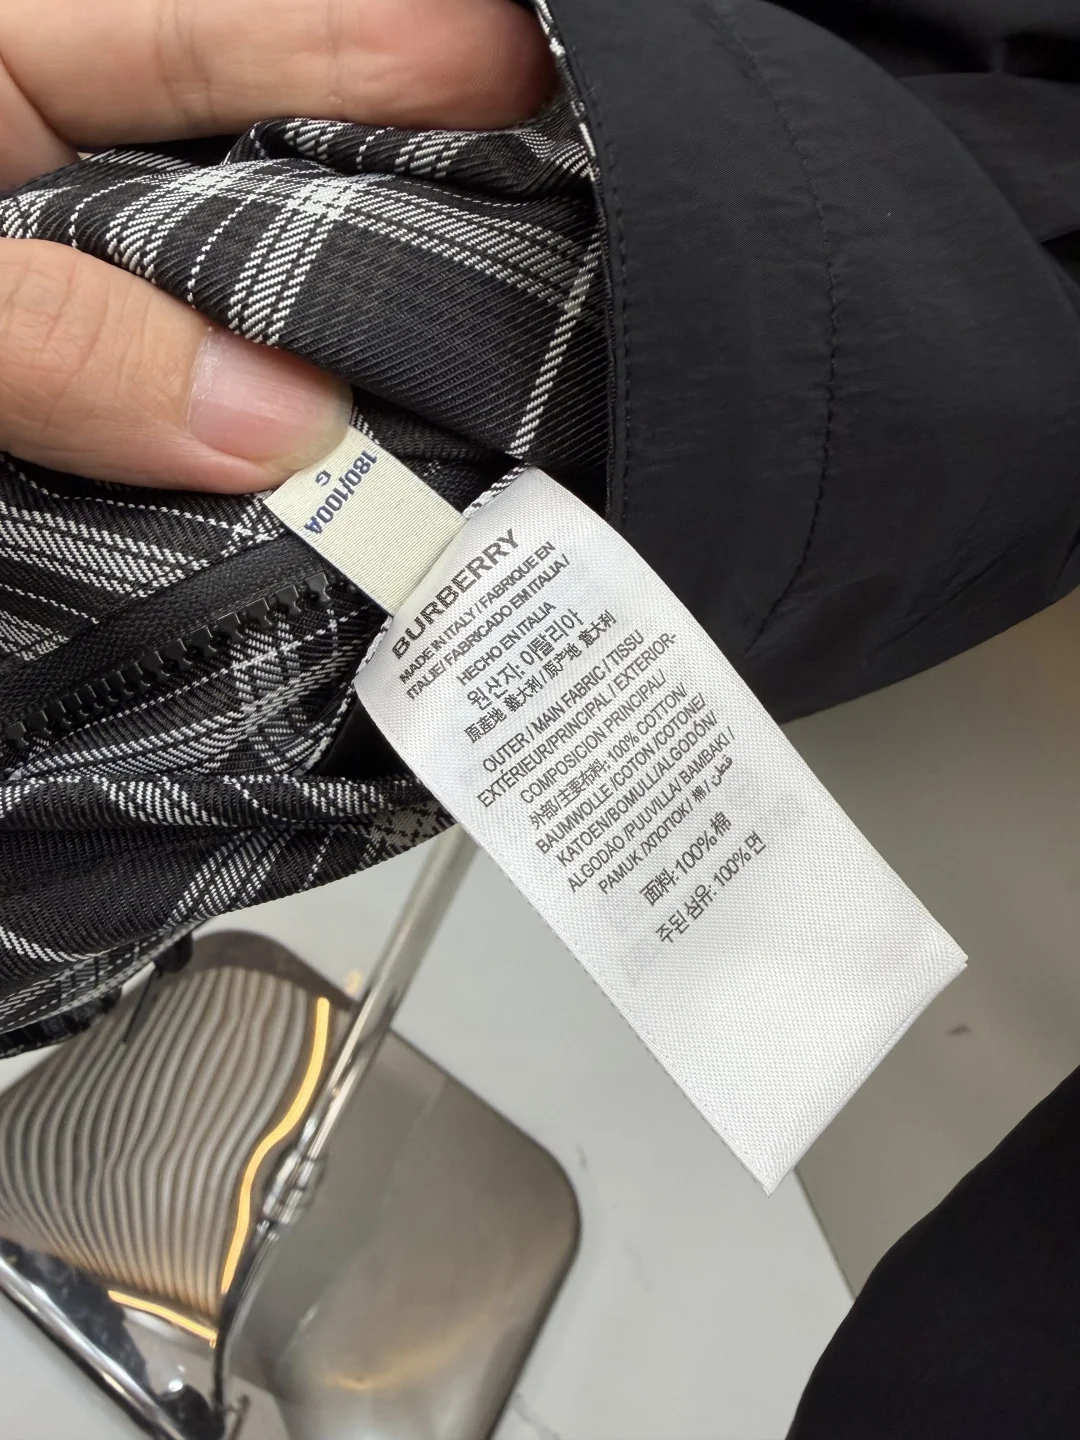 180/100A
G
BURBERRY
MADE IN ITALY / FABRIQUE EN
ITALIE / FABRICADO EM ITALIA /
HECHO EN ITALIA
원산지: 이탈리아
原產地 意大利 / 原产地 意大利
OUTER / MAIN FABRIC / TISSU
EXTÉRIEUR/PRINCIPAL / EXTERIOR-
COMPOSICION PRINCIPAL/
外部/主要布料: 100% COTTON/
BAUMWOLLE / COTON /COTONE/
KATOEN/BOMULL/ ALGODÓN/
ALGODÃO /PUUVILLA/ BAMBAKI /
PAMUK /ХЛОПОК/ 棉 / قطن
面料: 100% 棉
주된 섬유: 100% 면